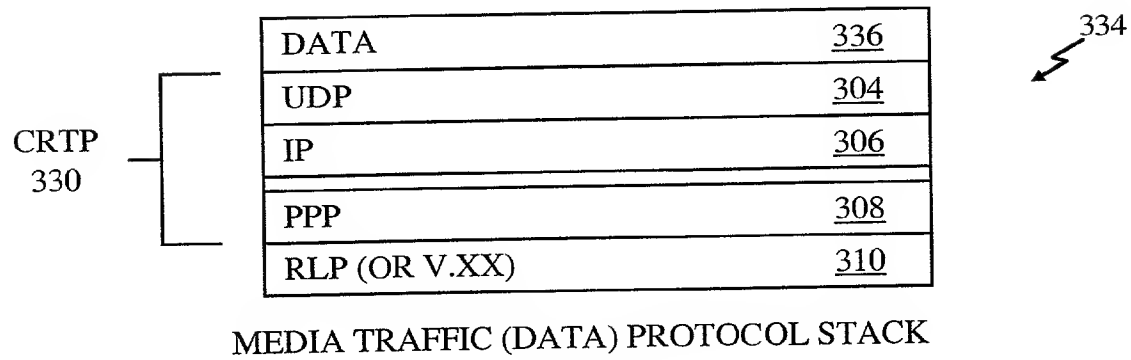 334
DATA 336
UDP 304
CRTP
330
IP 306
PPP 308
RLP (OR V.XX) 310
MEDIA TRAFFIC (DATA) PROTOCOL STACK